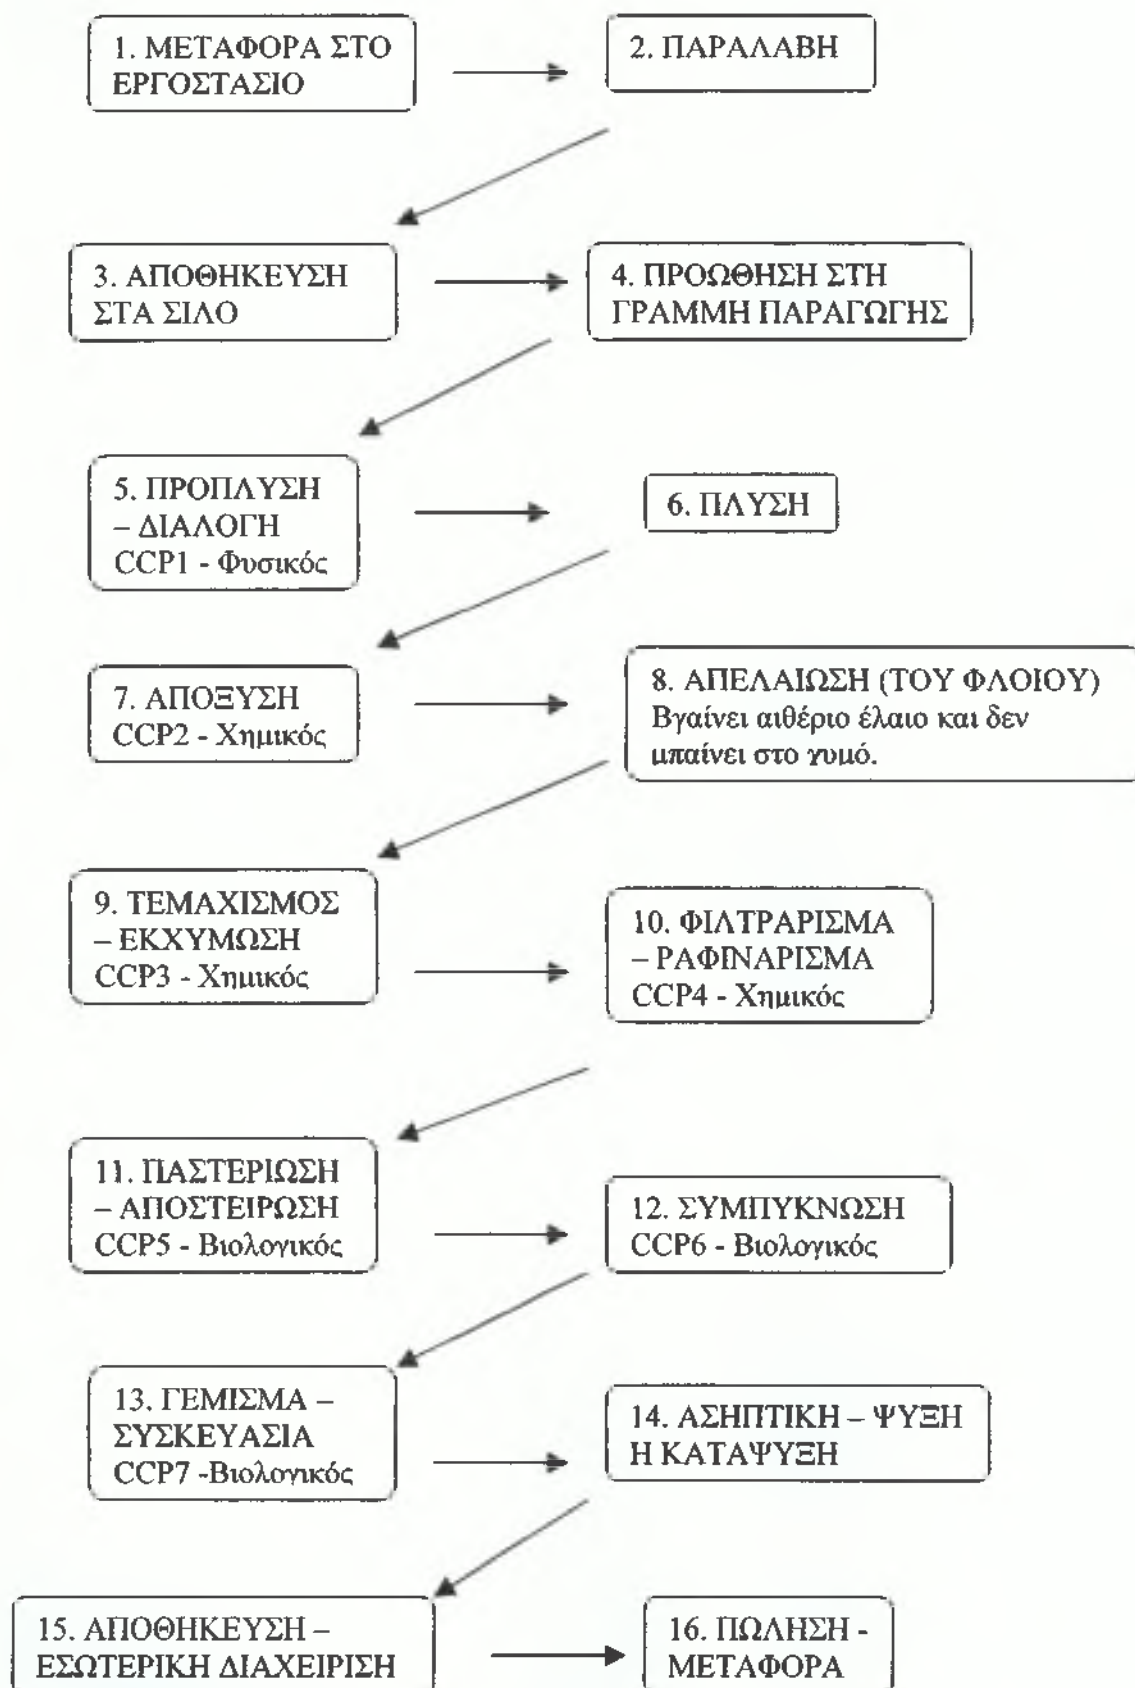 1. ΜΕΤΑΦΟΡΑ ΣΤΟ
ΕΡΓΟΣΤΑΣΙΟ
2. ΠΑΡΑΛΑΒΗ
3. ΑΠΟΘΗΚΕΥΣΗ
ΣΤΑ ΣΙΛΟ
4. ΠΡΟΩΘΗΣΗ ΣΤΗ
ΓΡΑΜΜΗ ΠΑΡΑΓΩΓΗΣ
5. ΠΡΟΠΛΥΣΗ
– ΔΙΑΛΟΓΗ
CCP1 - Φυσικός
6. ΠΛΥΣΗ
7. ΑΠΟΞΥΣΗ
CCP2 - Χημικός
8. ΑΠΕΛΑΙΩΣΗ (ΤΟΥ ΦΛΟΙΟΥ)
Βγαίνει αιθέριο έλαιο και δεν
μπαίνει στο χυμό.
9. ΤΕΜΑΧΙΣΜΟΣ
– ΕΚΧΥΜΩΣΗ
CCP3 - Χημικός
10. ΦΙΛΤΡΑΡΙΣΜΑ
– ΡΑΦΙΝΑΡΙΣΜΑ
CCP4 - Χημικός
11. ΠΑΣΤΕΡΙΩΣΗ
– ΑΠΟΣΤΕΙΡΩΣΗ
CCP5 - Βιολογικός
12. ΣΥΜΠΥΚΝΩΣΗ
CCP6 - Βιολογικός
13. ΓΕΜΙΣΜΑ –
ΣΥΣΚΕΥΑΣΙΑ
CCP7 -Βιολογικός
14. ΑΣΗΠΤΙΚΗ – ΨΥΞΗ
Η ΚΑΤΑΨΥΞΗ
15. ΑΠΟΘΗΚΕΥΣΗ –
ΕΣΩΤΕΡΙΚΗ ΔΙΑΧΕΙΡΙΣΗ
16. ΠΩΛΗΣΗ -
ΜΕΤΑΦΟΡΑ